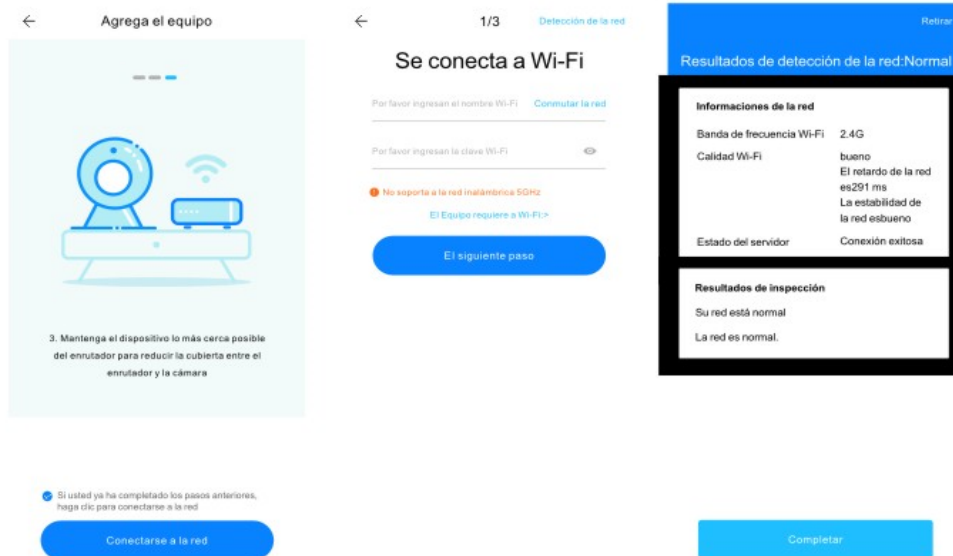 Agrega el equipo
3. Mantenga el dispositivo lo más cerca posible
del enrutador para reducir la cubierta entre el
enrutador y la cámara
Si usted ya ha completado los pasos anteriores,
haga clic para conectarse a la red
Conectarse a la red
1/3
Detección de la red
Se conecta a Wi-Fi
Por favor ingresan el nombre Wi-Fi
Conmutar la red
Por favor ingresan la clave Wi-Fi
No soporta a la red inalámbrica 5GHz
El Equipo requiere a Wi-Fi:>
El siguiente paso
Retirar
Resultados de detección de la red:Normal
Informaciones de la red
Banda de frecuencia Wi-Fi 2.4G
Calidad Wi-Fi bueno
El retardo de la red
es291 ms
La estabilidad de
la red esbueno
Estado del servidor Conexión exitosa
Resultados de inspección
Su red está normal
La red es normal.
Completar